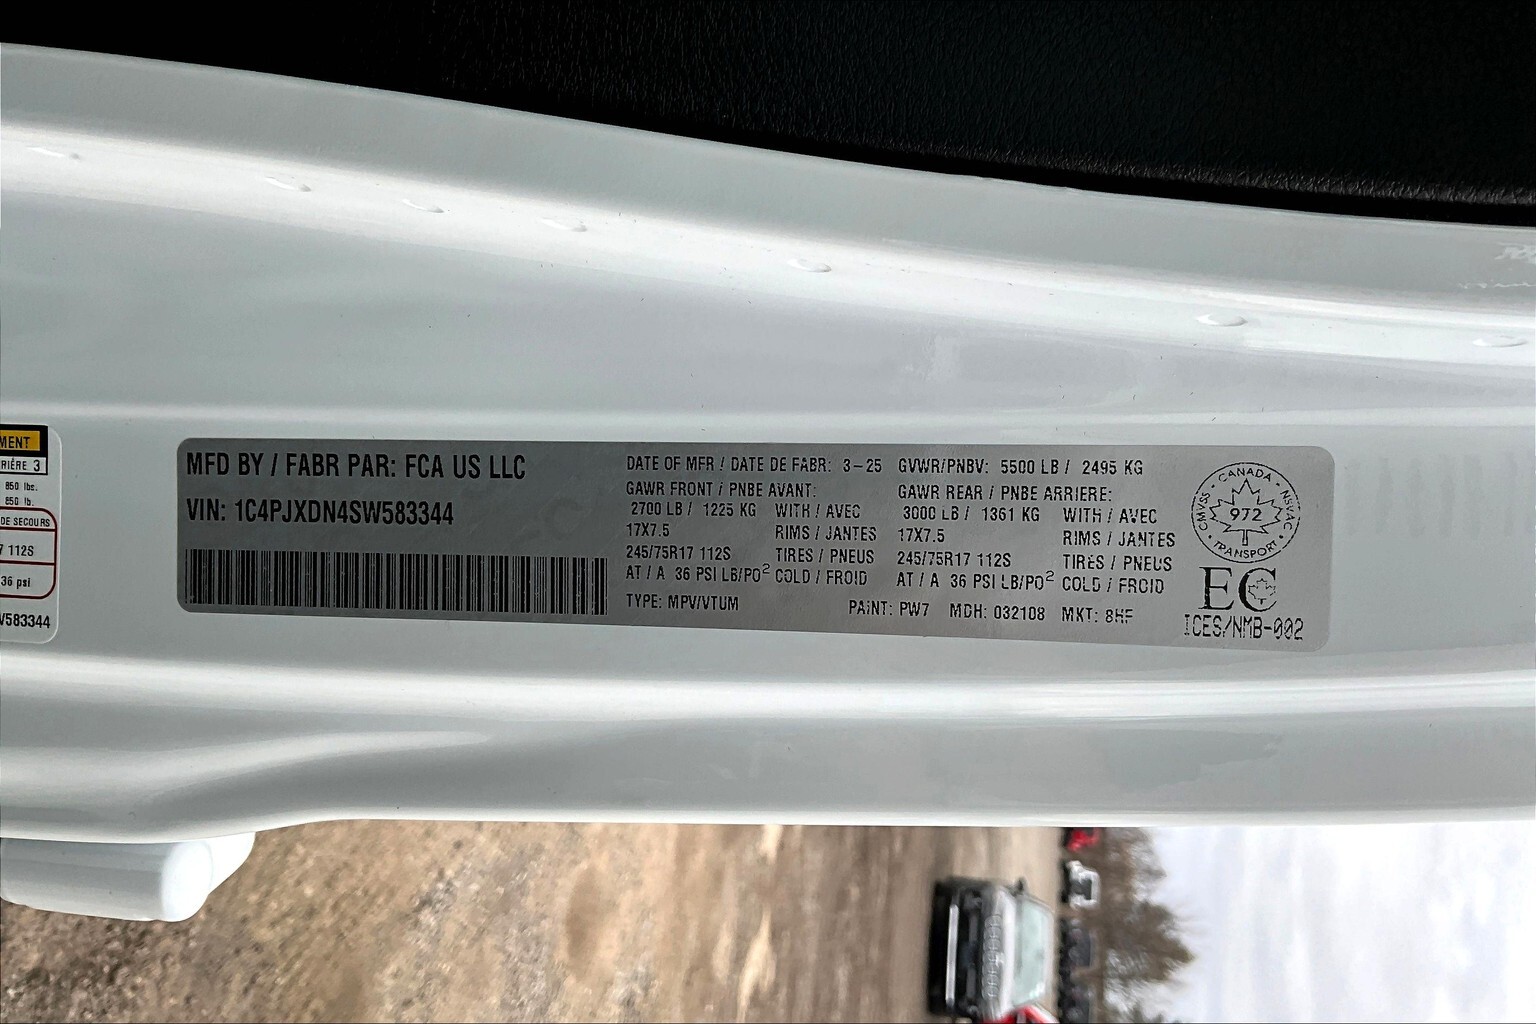 MENT
RIÈRE 3
850 lbs.
850 lb.
DE SECOURS
7 112S
36 psi
W583344
MFD BY / FABR PAR: FCA US LLC
VIN: 1C4PJXDN4SW583344
DATE OF MFR / DATE DE FABR: 3-25 GVWR/PNBV: 5500 LB / 2495 KG
GAWR FRONT / PNBE AVANT: GAWR REAR / PNBE ARRIERE:
2700 LB / 1225 KG WITH / AVEC 3000 LB / 1361 KG WITH / AVEC
17X7.5 RIMS / JANTES 17X7.5 RIMS / JANTES
245/75R17 112S TIRES / PNEUS 245/75R17 112S TIRES / PNEUS
AT / A 36 PSI LB/PO² COLD / FROID AT / A 36 PSI LB/PO² COLD / FROID
TYPE: MPV/VTUM PAINT: PW7 MDH: 032108 MKT: 8HF
CMVSS · CANADA · NSVAC
972
· TRANSPORT ·
EC
ICES/NMB-002